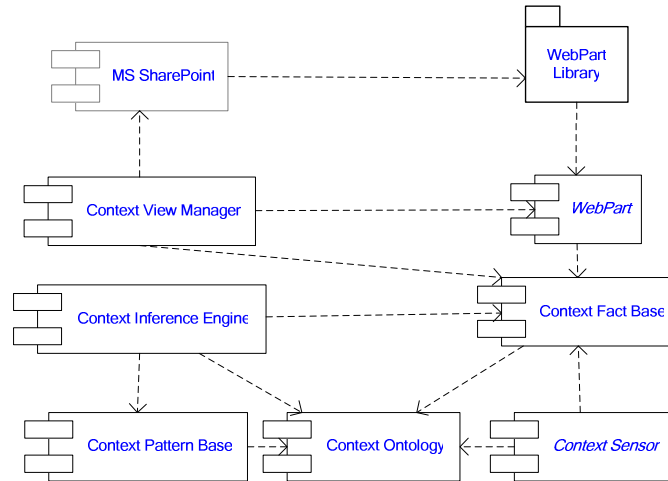 MS SharePoint
WebPart
Library
Context View Manager
WebPart
Context Inference Engine
Context Fact Base
Context Pattern Base
Context Ontology
Context Sensor